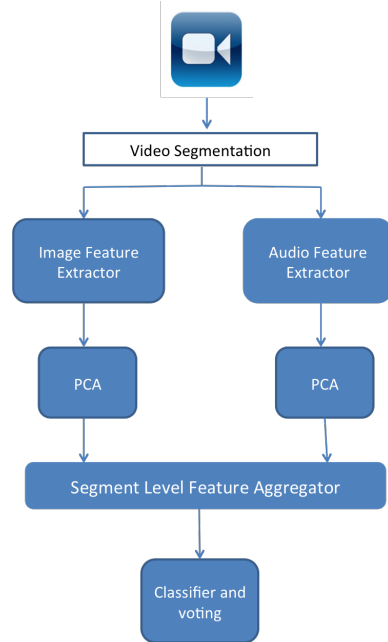 Video Segmentation
Image Feature
Extractor
Audio Feature
Extractor
PCA
PCA
Segment Level Feature Aggregator
Classifier and
voting